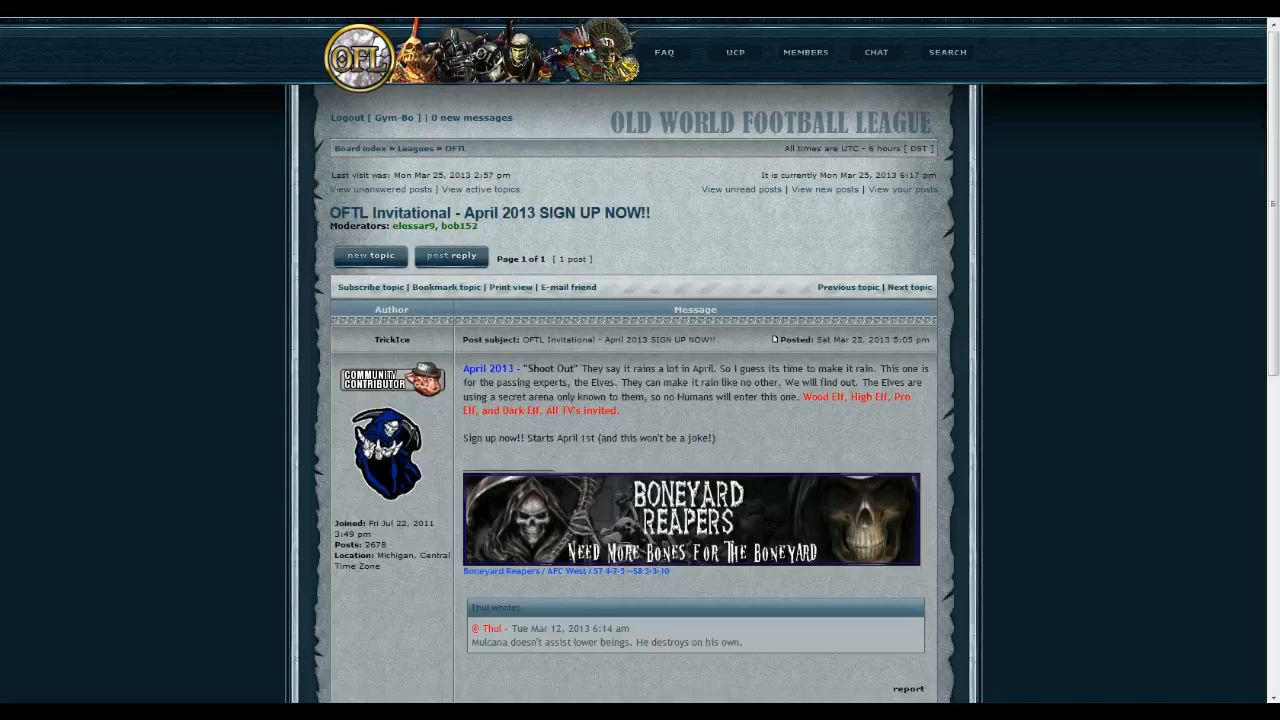 OFL
FAQ UCP MEMBERS CHAT SEARCH
Logout [ Gym-Bo ] | 0 new messages
OLD WORLD FOOTBALL LEAGUE
Board index » Leagues » OFTL
All times are UTC - 6 hours [ DST ]
Last visit was: Mon Mar 25, 2013 2:57 pm
It is currently Mon Mar 25, 2013 6:17 pm
View unanswered posts | View active topics
View unread posts | View new posts | View your posts
OFTL Invitational - April 2013 SIGN UP NOW!!
Moderators: elessar9, bob152
new topic post reply Page 1 of 1 [ 1 post ]
Subscribe topic | Bookmark topic | Print view | E-mail friend
Previous topic | Next topic
Author Message
TrickIce
Post subject: OFTL Invitational - April 2013 SIGN UP NOW!!
Posted: Sat Mar 23, 2013 5:05 pm
COMMUNITY
CONTRIBUTOR
Joined: Fri Jul 22, 2011
3:49 pm
Posts: 2678
Location: Michigan, Central
Time Zone
April 2013 - "Shoot Out" They say it rains a lot in April. So I guess its time to make it rain. This one
is for the passing experts, the Elves. They can make it rain like no other. We will find out. The Elves are
using a secret arena only known to them, so no Humans will enter this one. Wood Elf, High Elf, Pro
Elf, and Dark Elf. All TV's invited.
Sign up now!! Starts April 1st (and this won't be a joke!)
BONEYARD
REAPERS
NEED MORE BONES FOR THE BONEYARD
Boneyard Reapers / AFC West / S7 4-7-5 --S8 3-3-10
Thul wrote:
@ Thul - Tue Mar 12, 2013 6:14 am
Mulcana doesn't assist lower beings. He destroys on his own.
report